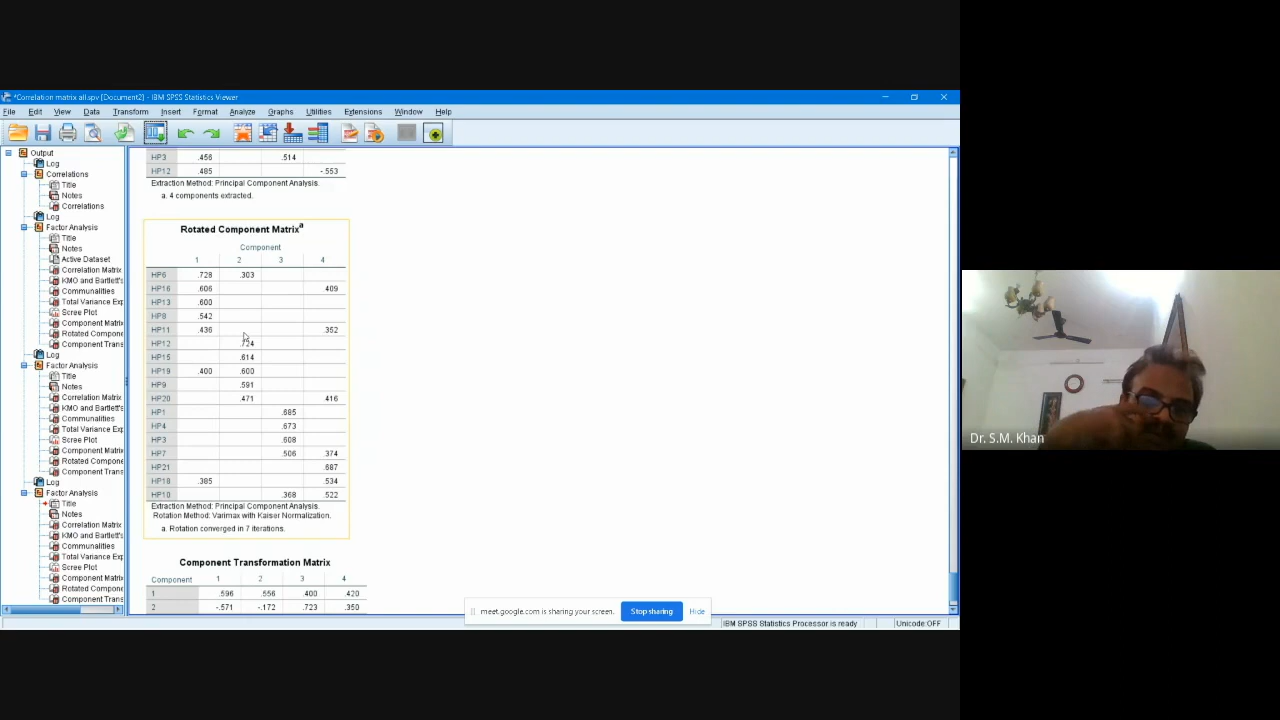 *Correlation matrix all.spv [Document2] - IBM SPSS Statistics Viewer
File Edit View Data Transform Insert Format Analyze Graphs Utilities Extensions Window Help
Output
Log
Correlations
Title
Notes
Correlations
Log
Factor Analysis
Title
Notes
Active Dataset
Correlation Matrix
KMO and Bartlett's
Communalities
Total Variance Exp
Scree Plot
Component Matrix
Rotated Compone
Component Trans
Log
Factor Analysis
Title
Notes
Correlation Matrix
KMO and Bartlett's
Communalities
Total Variance Exp
Scree Plot
Component Matrix
Rotated Compone
Component Trans
Log
Factor Analysis
Title
Notes
Correlation Matrix
KMO and Bartlett's
Communalities
Total Variance Exp
Scree Plot
Component Matrix
Rotated Compone
Component Trans
HP3 .456 .514
HP12 .485 -.553
Extraction Method: Principal Component Analysis.
a. 4 components extracted.
Rotated Component Matrixa
Component
1 2 3 4
HP6 .728 .303
HP16 .606 .409
HP13 .600
HP8 .542
HP11 .436 .352
HP12 .724
HP15 .614
HP19 .400 .600
HP9 .591
HP20 .471 .416
HP1 .685
HP4 .673
HP3 .608
HP7 .506 .374
HP21 .687
HP18 .385 .534
HP10 .368 .522
Extraction Method: Principal Component Analysis.
Rotation Method: Varimax with Kaiser Normalization.
a. Rotation converged in 7 iterations.
Component Transformation Matrix
Component 1 2 3 4
1 .596 .556 .400 .420
2 -.571 -.172 .723 .350
meet.google.com is sharing your screen. Stop sharing Hide
IBM SPSS Statistics Processor is ready Unicode:OFF
Dr. S.M. Khan